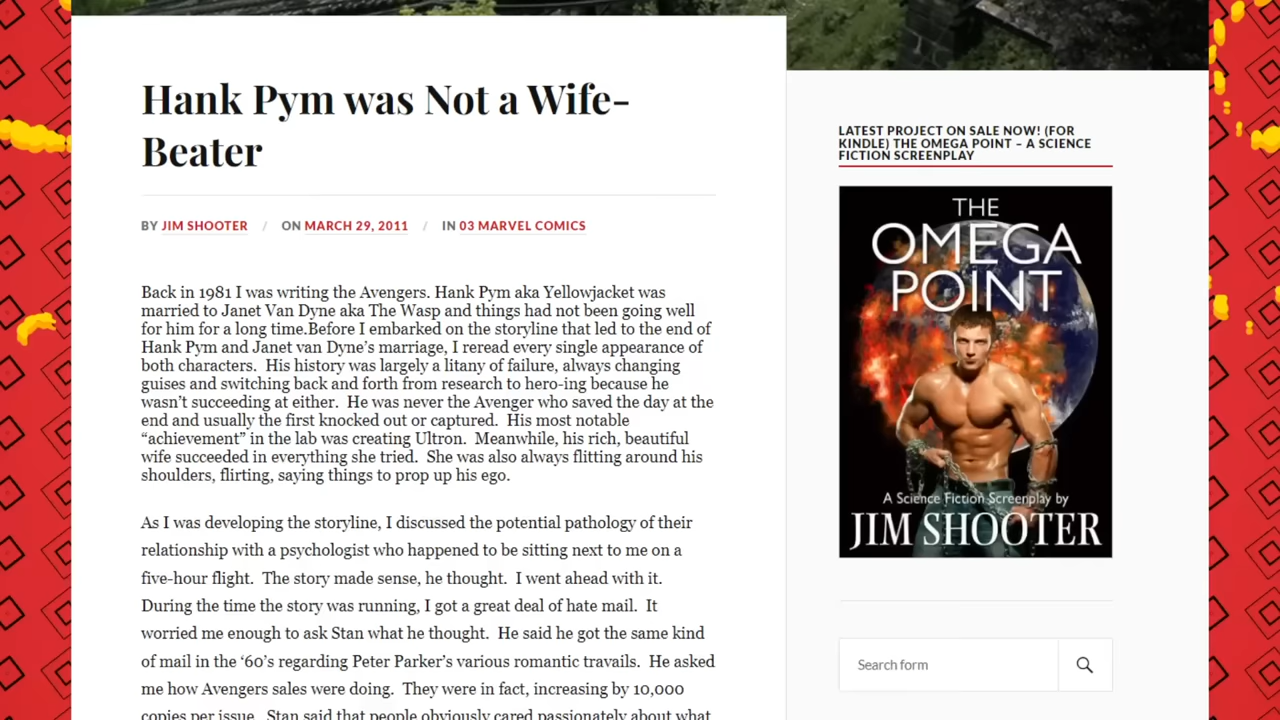 Hank Pym was Not a Wife-
Beater
BY JIM SHOOTER / ON MARCH 29, 2011 / IN 03 MARVEL COMICS
Back in 1981 I was writing the Avengers. Hank Pym aka Yellowjacket was
married to Janet Van Dyne aka The Wasp and things had not been going well
for him for a long time.Before I embarked on the storyline that led to the end of
Hank Pym and Janet van Dyne's marriage, I reread every single appearance of
both characters.  His history was largely a litany of failure, always changing
guises and switching back and forth from research to hero-ing because he
wasn't succeeding at either.  He was never the Avenger who saved the day at the
end and usually the first knocked out or captured.  His most notable
“achievement” in the lab was creating Ultron.  Meanwhile, his rich, beautiful
wife succeeded in everything she tried.  She was also always flitting around his
shoulders, flirting, saying things to prop up his ego.
As I was developing the storyline, I discussed the potential pathology of their
relationship with a psychologist who happened to be sitting next to me on a
five-hour flight.  The story made sense, he thought.  I went ahead with it.
During the time the story was running, I got a great deal of hate mail.  It
worried me enough to ask Stan what he thought.  He said he got the same kind
of mail in the ‘60’s regarding Peter Parker’s various romantic travails.  He asked
me how Avengers sales were doing.  They were in fact, increasing by 10,000
copies per issue.  Stan said that people obviously cared passionately about what
LATEST PROJECT ON SALE NOW! (FOR
KINDLE) THE OMEGA POINT – A SCIENCE
FICTION SCREENPLAY
THE
OMEGA
POINT
A Science Fiction Screenplay by
JIM SHOOTER
Search form